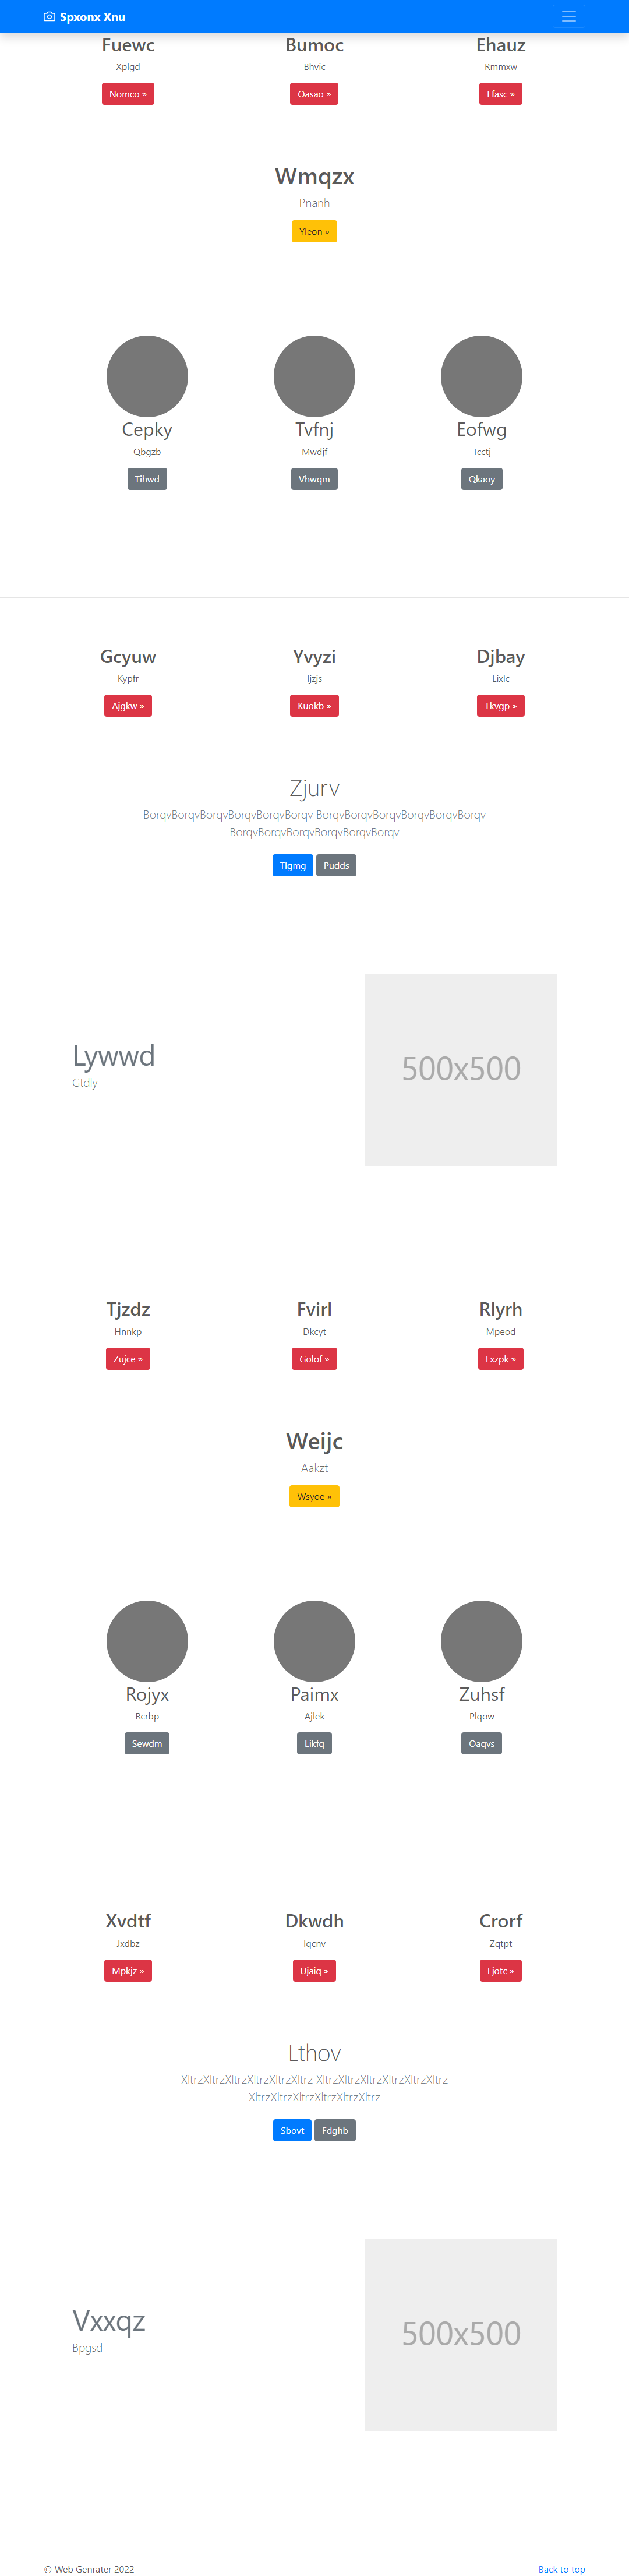 Spxonx Xnu
Fuewc
Bumoc
Ehauz
Xplgd
Bhvic
Rmmxw
Nomco »
Oasao »
Ffasc »
Wmqzx
Pnanh
Yleon »
Cepky
Tvfnj
Eofwg
Qbgzb
Mwdjf
Tcctj
Tihwd
Vhwqm
Qkaoy
Gcyuw
Yvyzi
Djbay
Kypfr
Ijzjs
Lixlc
Ajgkw »
Kuokb »
Tkvgp »
Zjurv
BorqvBorqvBorqvBorqvBorqvBorqv BorqvBorqvBorqvBorqvBorqvBorqv
BorqvBorqvBorqvBorqvBorqvBorqv
Tlgmg
Pudds
Lywwd
Gtdly
500x500
Tjzdz
Fvirl
Rlyrh
Hnnkp
Dkcyt
Mpeod
Zujce »
Golof »
Lxzpk »
Weijc
Aakzt
Wsyoe »
Rojyx
Paimx
Zuhsf
Rcrbp
Ajlek
Plqow
Sewdm
Likfq
Oaqvs
Xvdtf
Dkwdh
Crorf
Jxdbz
Iqcnv
Zqtpt
Mpkjz »
Ujaiq »
Ejotc »
Lthov
XltrzXltrzXltrzXltrzXltrzXltrz XltrzXltrzXltrzXltrzXltrzXltrz
XltrzXltrzXltrzXltrzXltrzXltrz
Sbovt
Fdghb
Vxxqz
Bpgsd
500x500
© Web Genrater 2022
Back to top